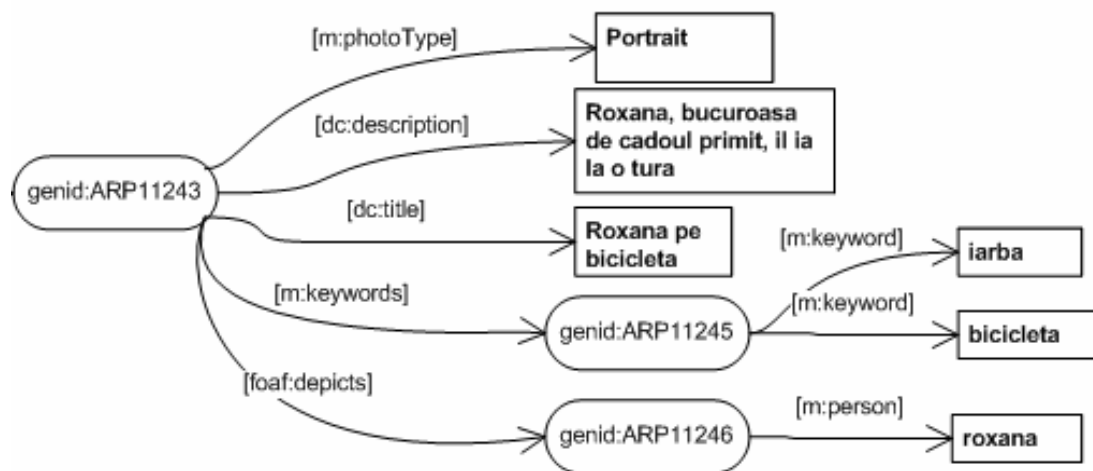 [m:photoType]
Portrait
[dc:description]
Roxana, bucuroasa
de cadoul primit, il ia
la o tura
genid:ARP11243
[dc:title]
Roxana pe
bicicleta
[m:keyword]
iarba
[m:keywords]
genid:ARP11245
[m:keyword]
bicicleta
[foaf:depicts]
genid:ARP11246
[m:person]
roxana